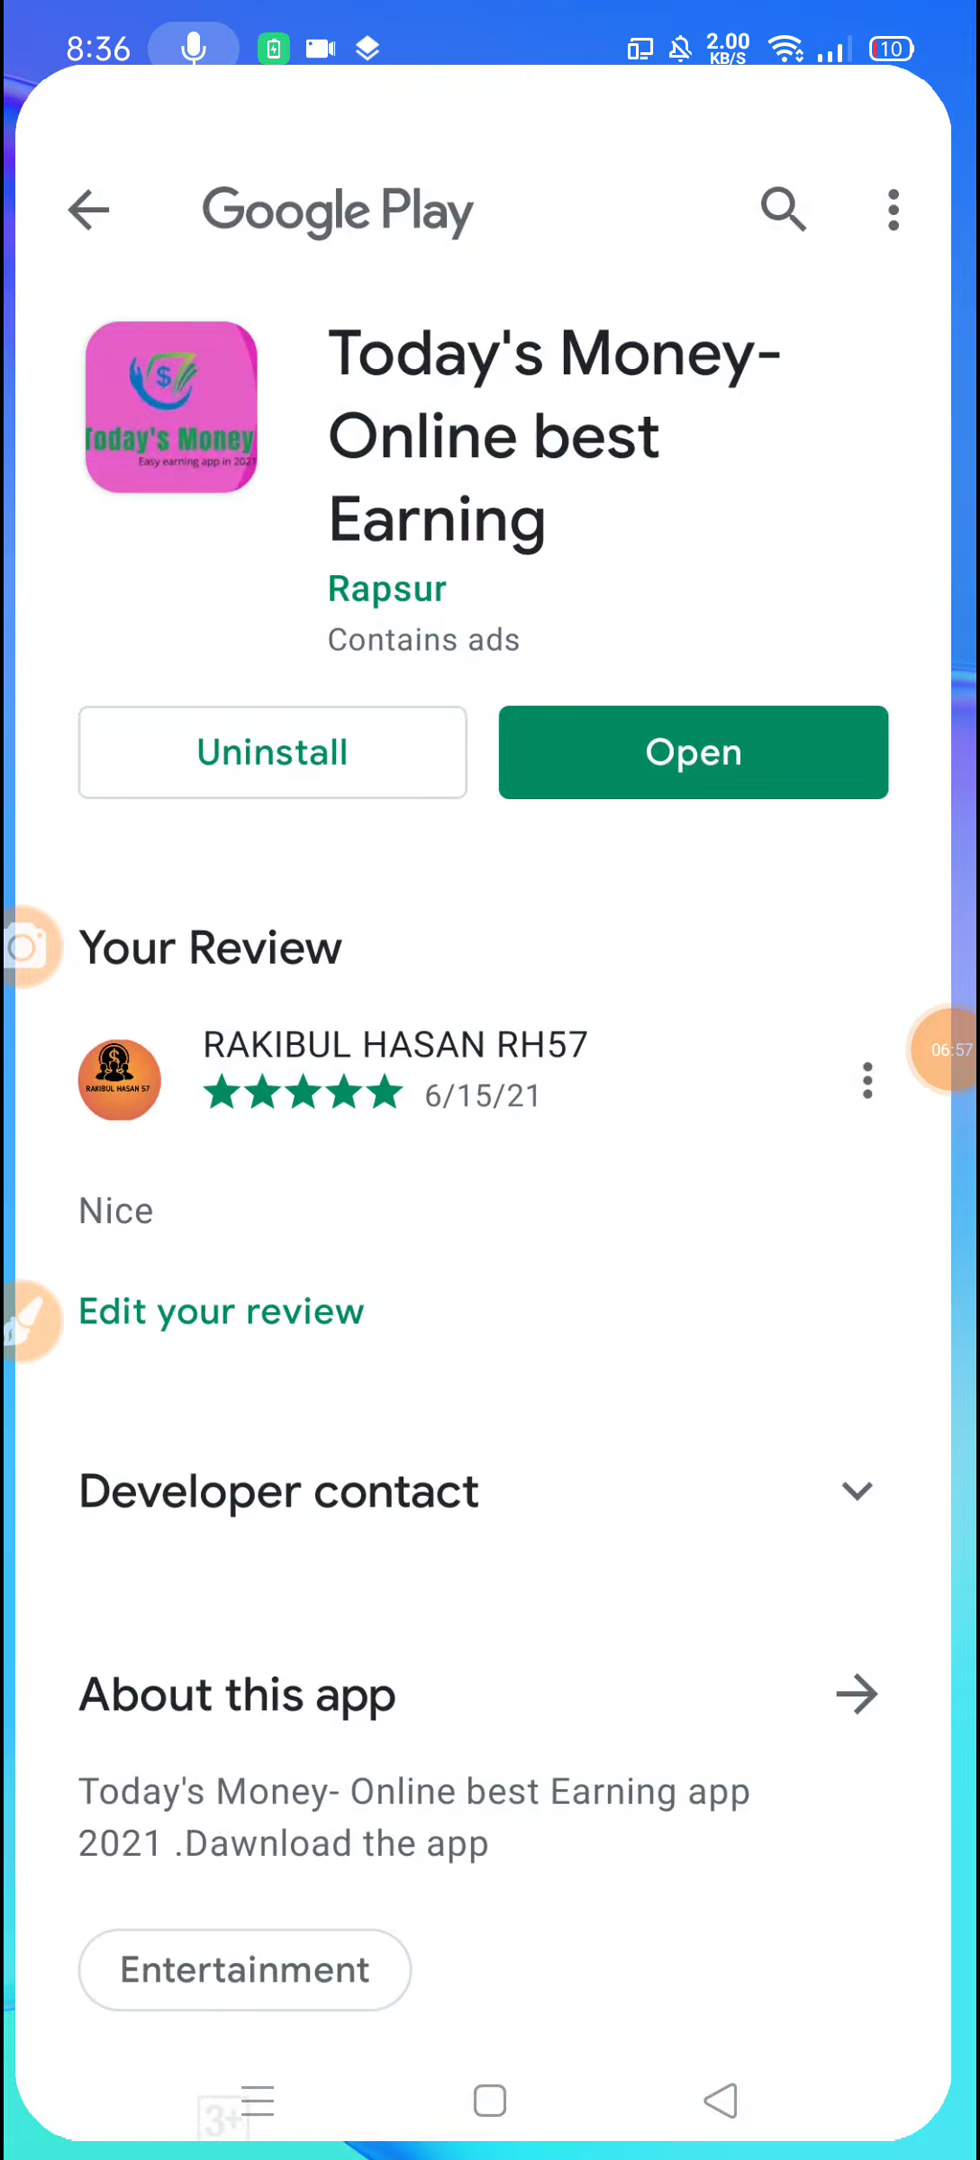 8:36
2.00
KB/S
10
Google Play
Today's Money
Easy earning app in 2021
Today's Money-
Online best
Earning
Rapsur
Contains ads
Uninstall
Open
Your Review
RAKIBUL HASAN RH57
RAKIBUL HASAN 57
6/15/21
06:57
Nice
Edit your review
Developer contact
About this app
Today's Money- Online best Earning app
2021 .Dawnload the app
Entertainment
3+